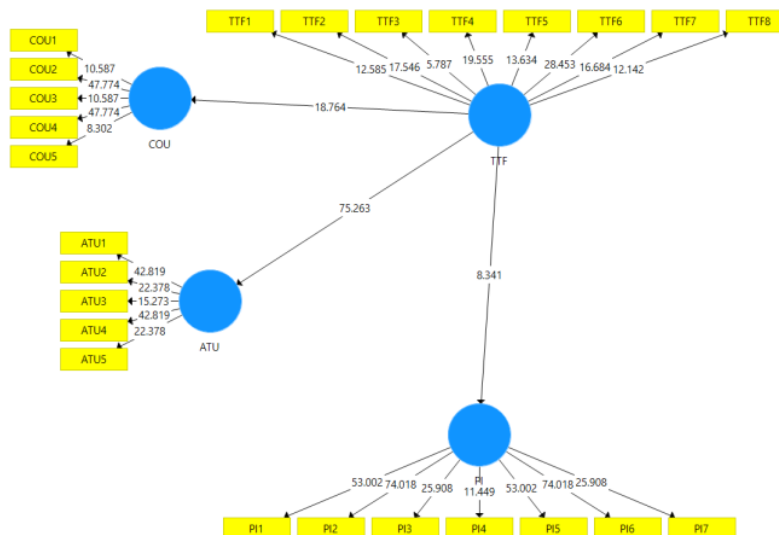 TTF1 TTF2 TTF3 TTF4 TTF5 TTF6 TTF7 TTF8
12.585 17.546 5.787 19.555 13.634 28.453 16.684 12.142
TTF
COU1
COU2
COU3
COU4
COU5
10.587
47.774
10.587
47.774
8.302
COU
18.764
75.263
8.341
ATU1
ATU2
ATU3
ATU4
ATU5
42.819
22.378
15.273
42.819
22.378
ATU
PI
53.002 74.018 25.908 11.449 53.002 74.018 25.908
PI1 PI2 PI3 PI4 PI5 PI6 PI7